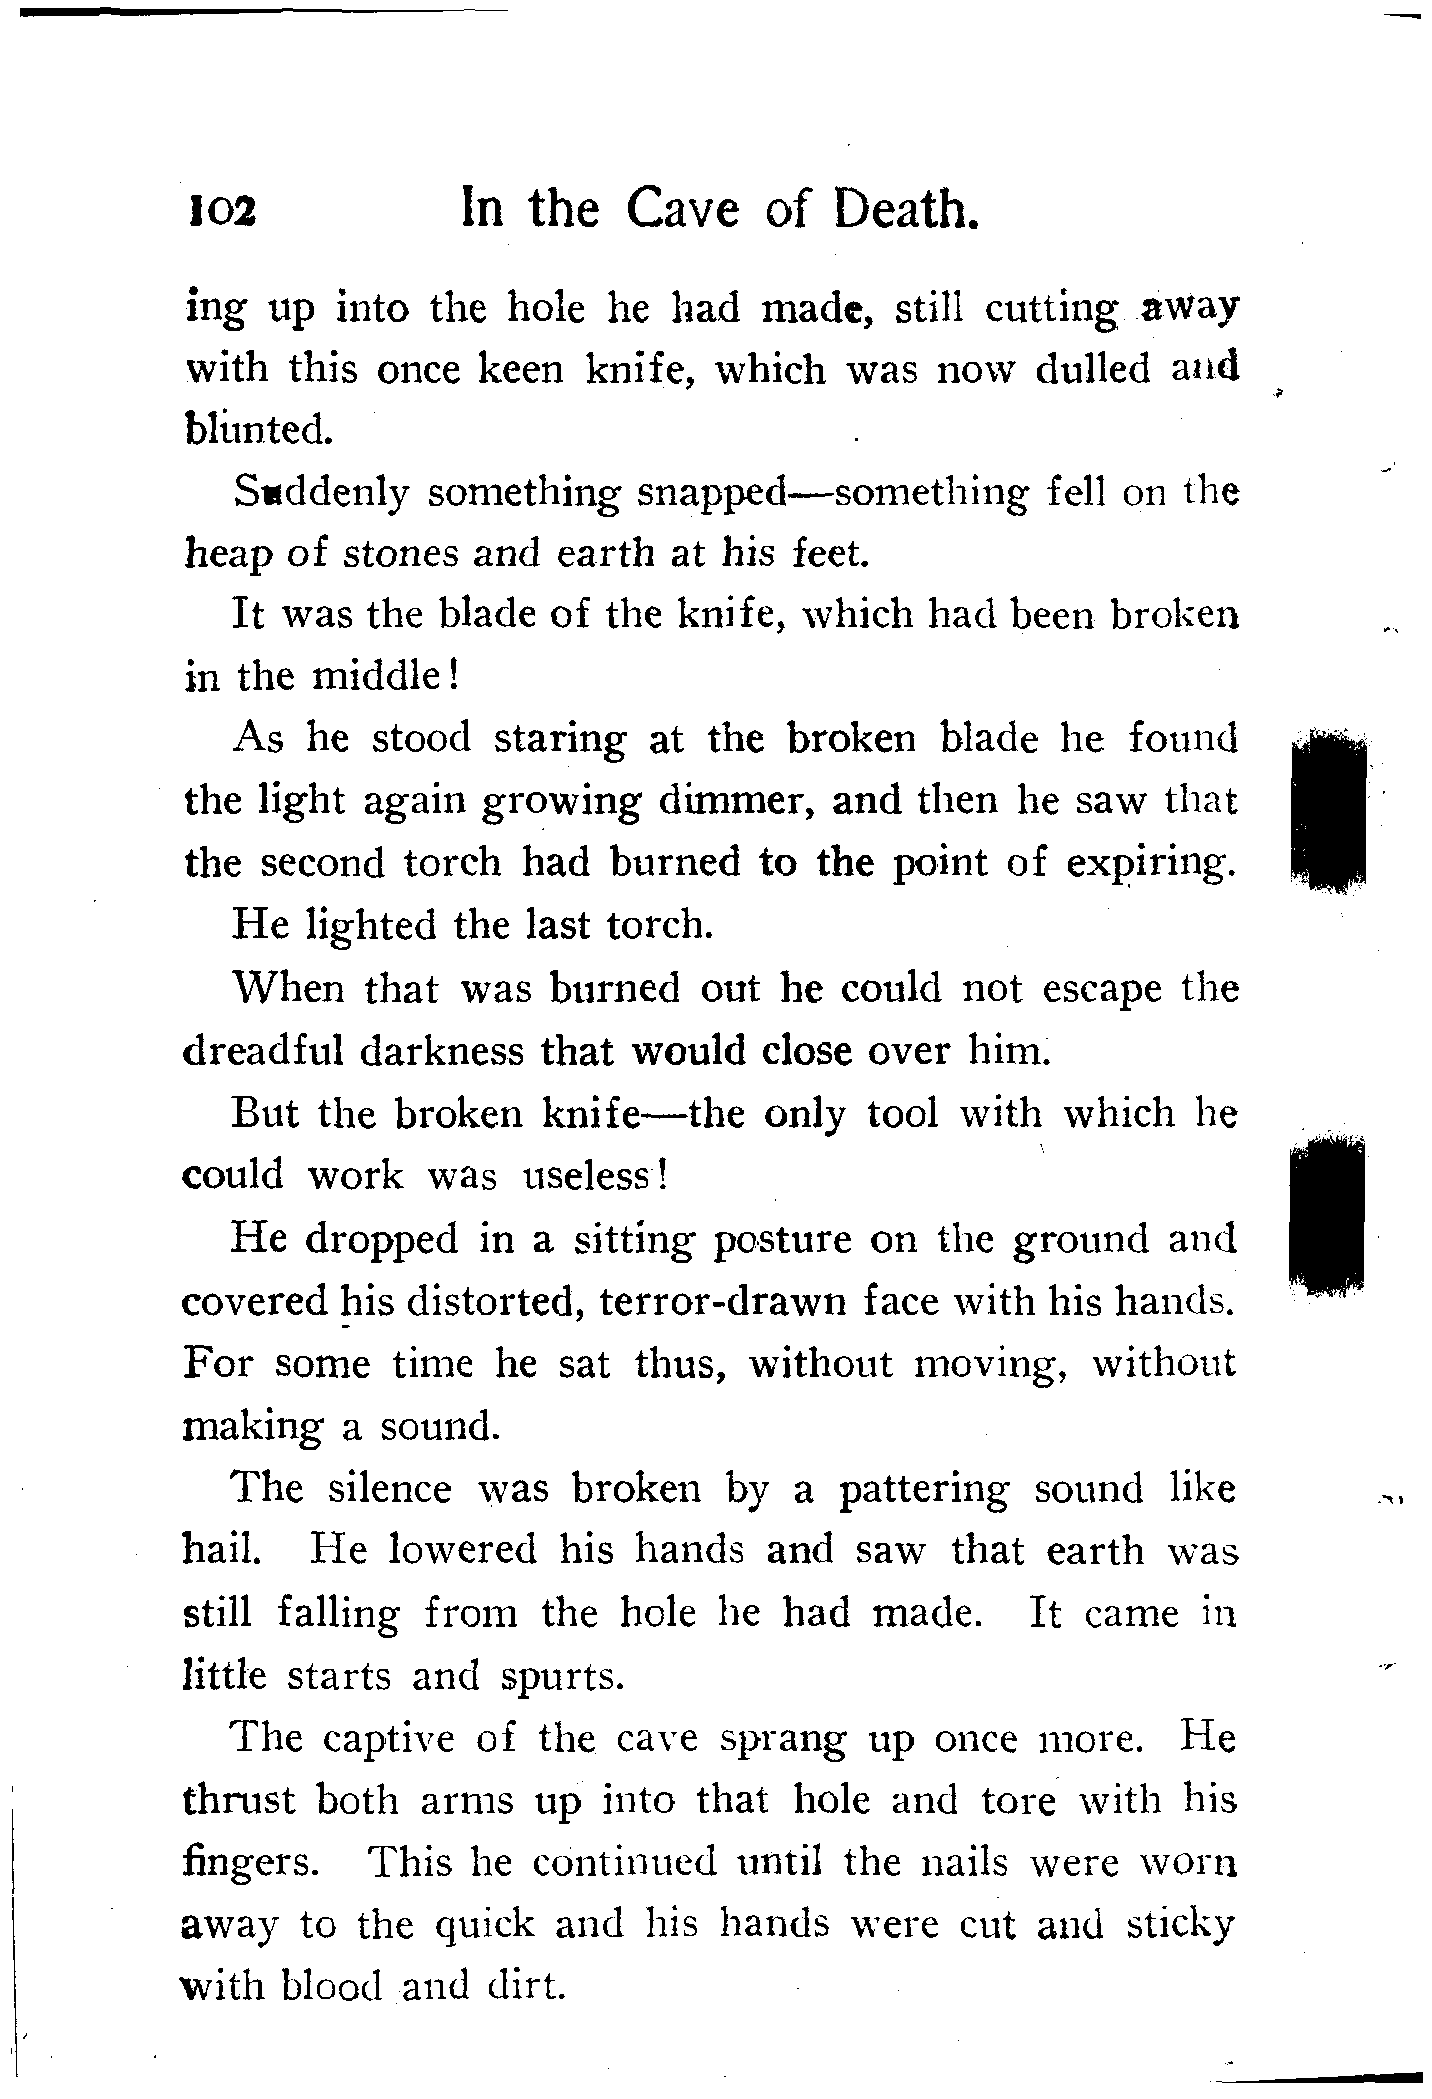 102 In the Cave of Death.
ing up into the hole he had made, still cutting away
with this once keen knife, which was now dulled and
blunted.
Suddenly something snapped—something fell on the
heap of stones and earth at his feet.
It was the blade of the knife, which had been broken
in the middle!
As he stood staring at the broken blade he found
the light again growing dimmer, and then he saw that
the second torch had burned to the point of expiring.
He lighted the last torch.
When that was burned out he could not escape the
dreadful darkness that would close over him.
But the broken knife—the only tool with which he
could work was useless!
He dropped in a sitting posture on the ground and
covered his distorted, terror-drawn face with his hands.
For some time he sat thus, without moving, without
making a sound.
The silence was broken by a pattering sound like
hail. He lowered his hands and saw that earth was
still falling from the hole he had made. It came in
little starts and spurts.
The captive of the cave sprang up once more. He
thrust both arms up into that hole and tore with his
fingers. This he continued until the nails were worn
away to the quick and his hands were cut and sticky
with blood and dirt.